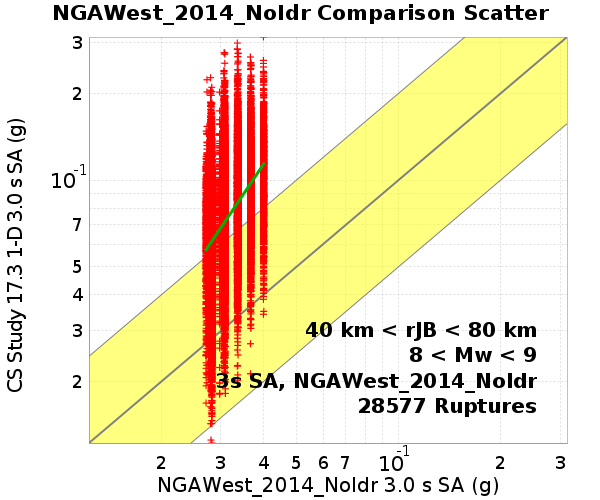 NGAWest_2014_NoIdr Comparison Scatter
CS Study 17.3 1-D 3.0 s SA (g)
3
2
10⁻¹
7
5
4
3
2
40 km < rJB < 80 km
8 < Mw < 9
3s SA, NGAWest_2014_NoIdr
28577 Ruptures
2 3 4 5 6 7 10⁻¹ 2 3
NGAWest_2014_NoIdr 3.0 s SA (g)